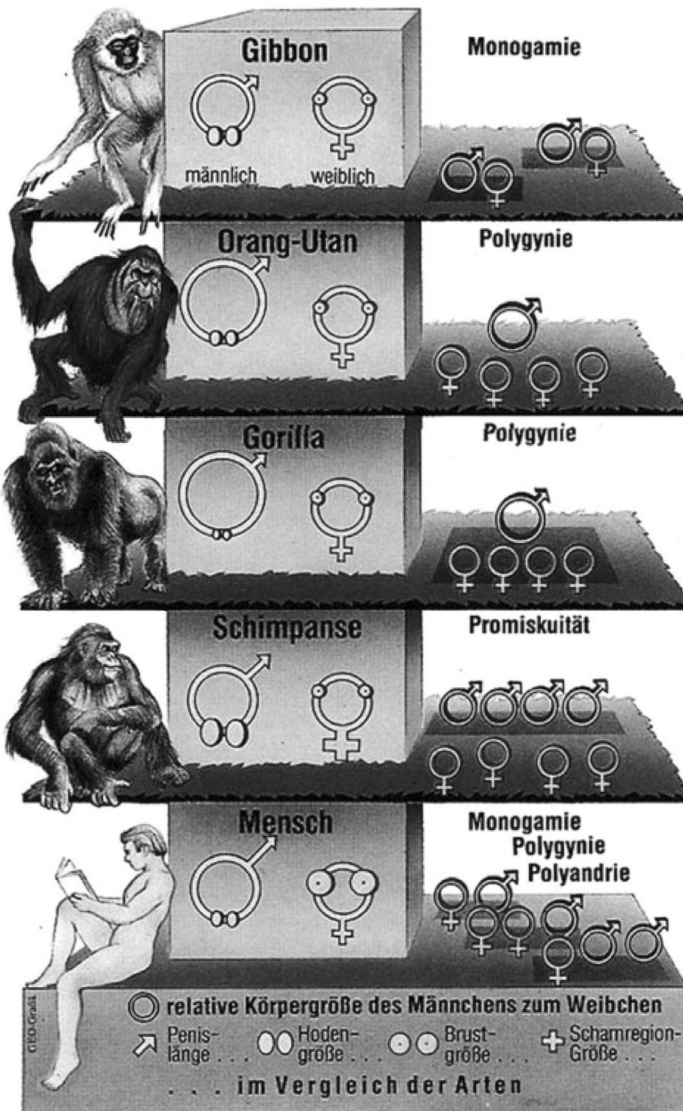 Gibbon
Monogamie
männlich
weiblich
Orang-Utan
Polygynie
Gorilla
Polygynie
Schimpanse
Promiskuität
Mensch
Monogamie
Polygynie
Polyandrie
relative Körpergröße des Männchens zum Weibchen
Penis-
länge . . .
Hoden-
größe . . .
Brust-
größe . . .
Schamregion-
Größe . . .
. . . im Vergleich der Arten
GEO-Grafik